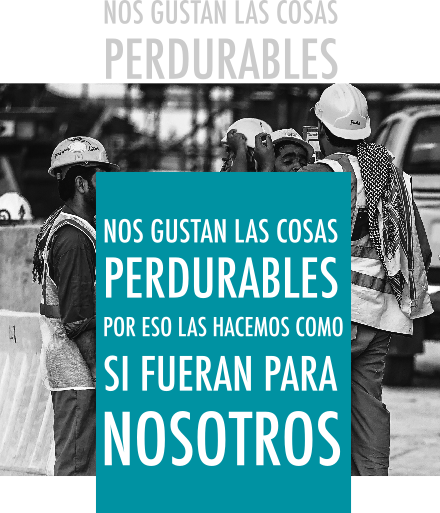 NOS GUSTAN LAS COSAS
PERDURABLES
NOS GUSTAN LAS COSAS
PERDURABLES
POR ESO LAS HACEMOS COMO
SI FUERAN PARA
NOSOTROS